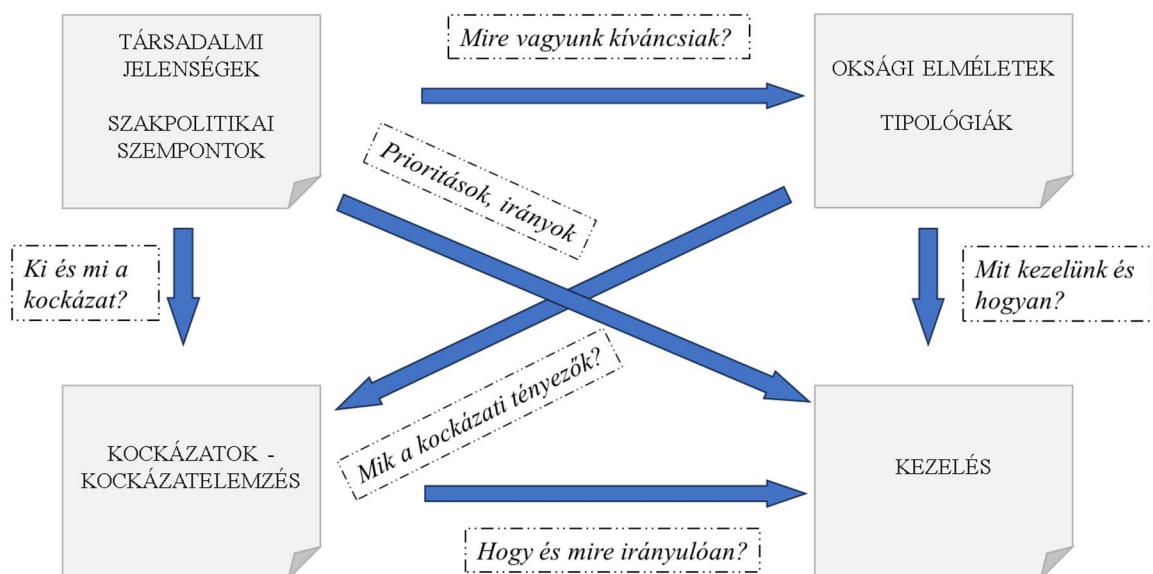 TÁRSADALMI
JELENSÉGEK
SZAKPOLITIKAI
SZEMPONTOK
Mire vagyunk kíváncsiak?
OKSÁGI ELMÉLETEK
TIPOLÓGIÁK
Prioritások, irányok
Ki és mi a
kockázat?
Mit kezelünk és
hogyan?
Mik a kockázati tényezők?
KOCKÁZATOK -
KOCKÁZATELEMZÉS
KEZELÉS
Hogy és mire irányulóan?